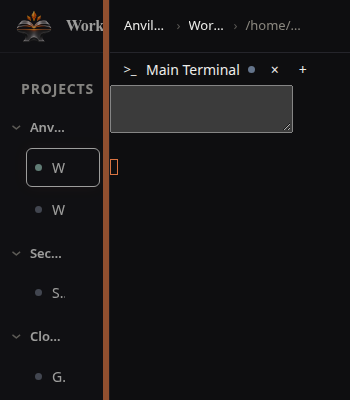 Work
Anvil... › Wor... › /home/...
>_ Main Terminal × +
PROJECTS
Anv...
W
W
Sec...
S..
Clo...
G.